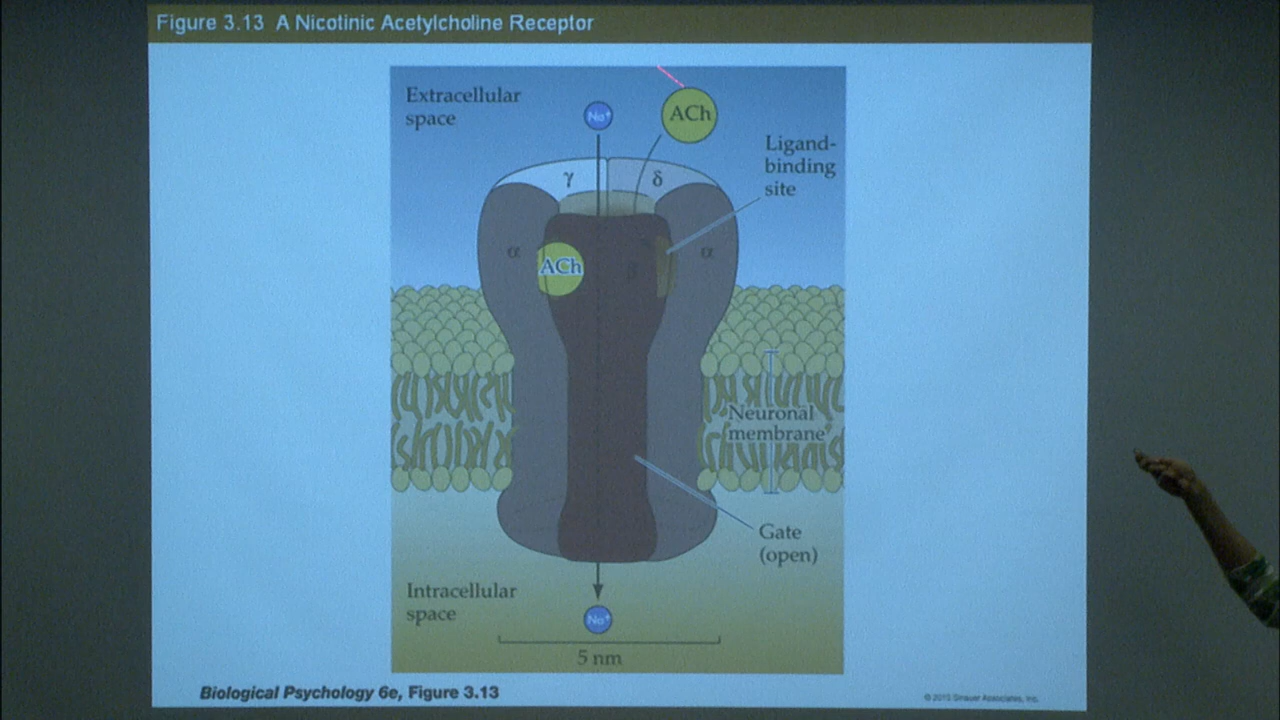 Figure 3.13 A Nicotinic Acetylcholine Receptor
Extracellular
space
Na+
ACh
Ligand-
binding
site
γ
δ
α
ACh
β
α
Neuronal
membrane
Gate
(open)
Intracellular
space
Na+
5 nm
Biological Psychology 6e, Figure 3.13
© 2010 Sinauer Associates, Inc.